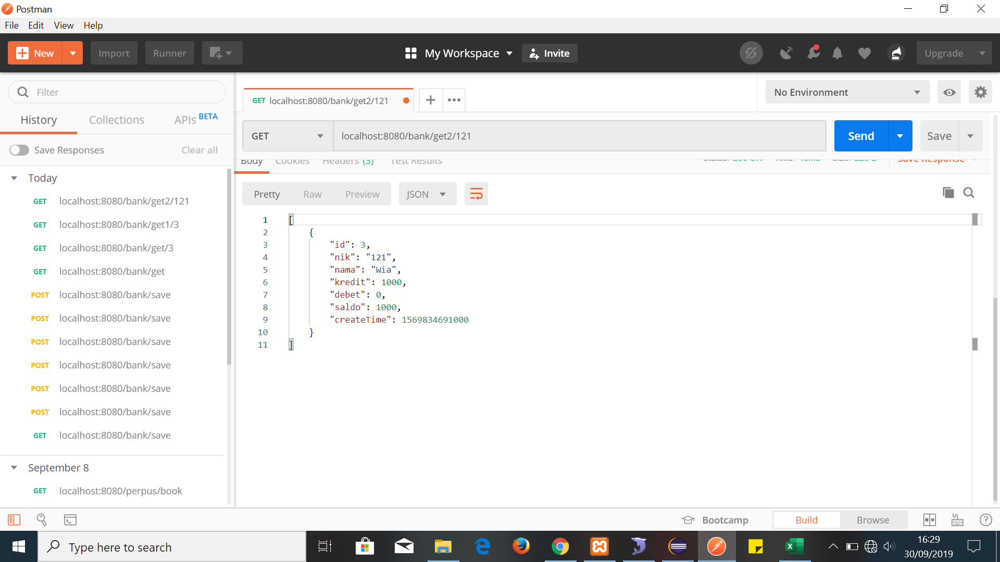 Postman
File Edit View Help
New Import Runner My Workspace Invite Upgrade
Filter
History Collections APIs BETA
Save Responses Clear all
Today
GET localhost:8080/bank/get2/121
GET localhost:8080/bank/get1/3
GET localhost:8080/bank/get/3
GET localhost:8080/bank/get
POST localhost:8080/bank/save
POST localhost:8080/bank/save
POST localhost:8080/bank/save
POST localhost:8080/bank/save
POST localhost:8080/bank/save
POST localhost:8080/bank/save
GET localhost:8080/bank/save
September 8
GET localhost:8080/perpus/book
GET localhost:8080/bank/get2/121
No Environment
GET localhost:8080/bank/get2/121 Send Save
Body Cookies Headers (3) Test Results Save Response
Pretty Raw Preview JSON
1 [
2 {
3 "id": 3,
4 "nik": "121",
5 "nama": "Wia",
6 "kredit": 1000,
7 "debet": 0,
8 "saldo": 1000,
9 "createTime": 1569834691000
10 }
11 ]
Bootcamp Build Browse
Type here to search
16:29
30/09/2019